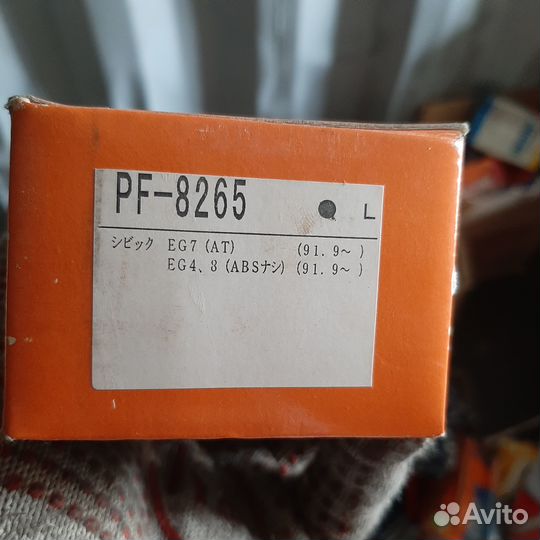 PF-8265 ● L
シビック EG7 (AT) (91. 9～ )
EG4、8 (ABSナシ) (91. 9～ )
Avito